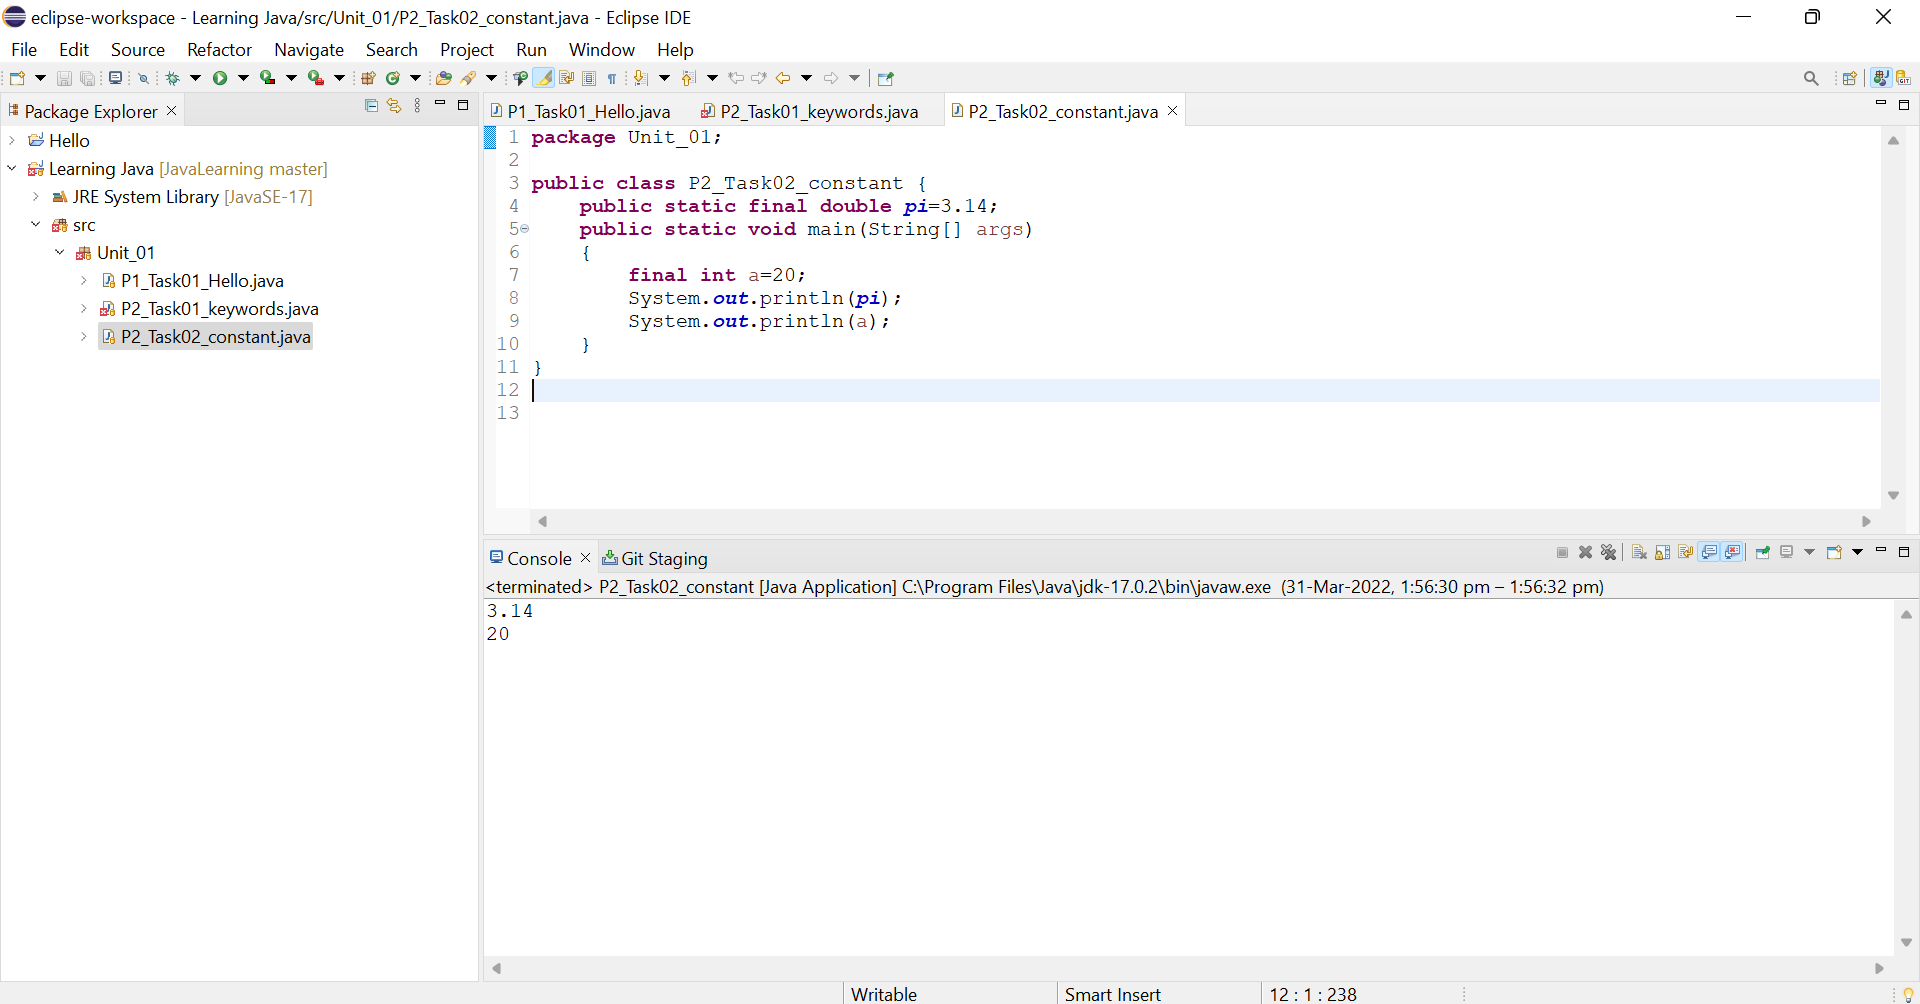 eclipse-workspace - Learning Java/src/Unit_01/P2_Task02_constant.java - Eclipse IDE
File Edit Source Refactor Navigate Search Project Run Window Help
Package Explorer
Hello
Learning Java [JavaLearning master]
JRE System Library [JavaSE-17]
src
Unit_01
P1_Task01_Hello.java
P2_Task01_keywords.java
P2_Task02_constant.java
P1_Task01_Hello.java P2_Task01_keywords.java P2_Task02_constant.java
1 package Unit_01;
2
3 public class P2_Task02_constant {
4 public static final double pi=3.14;
5 public static void main(String[] args)
6 {
7 final int a=20;
8 System.out.println(pi);
9 System.out.println(a);
10 }
11 }
12
13
Console Git Staging
<terminated> P2_Task02_constant [Java Application] C:\Program Files\Java\jdk-17.0.2\bin\javaw.exe (31-Mar-2022, 1:56:30 pm – 1:56:32 pm)
3.14
20
Writable Smart Insert 12 : 1 : 238